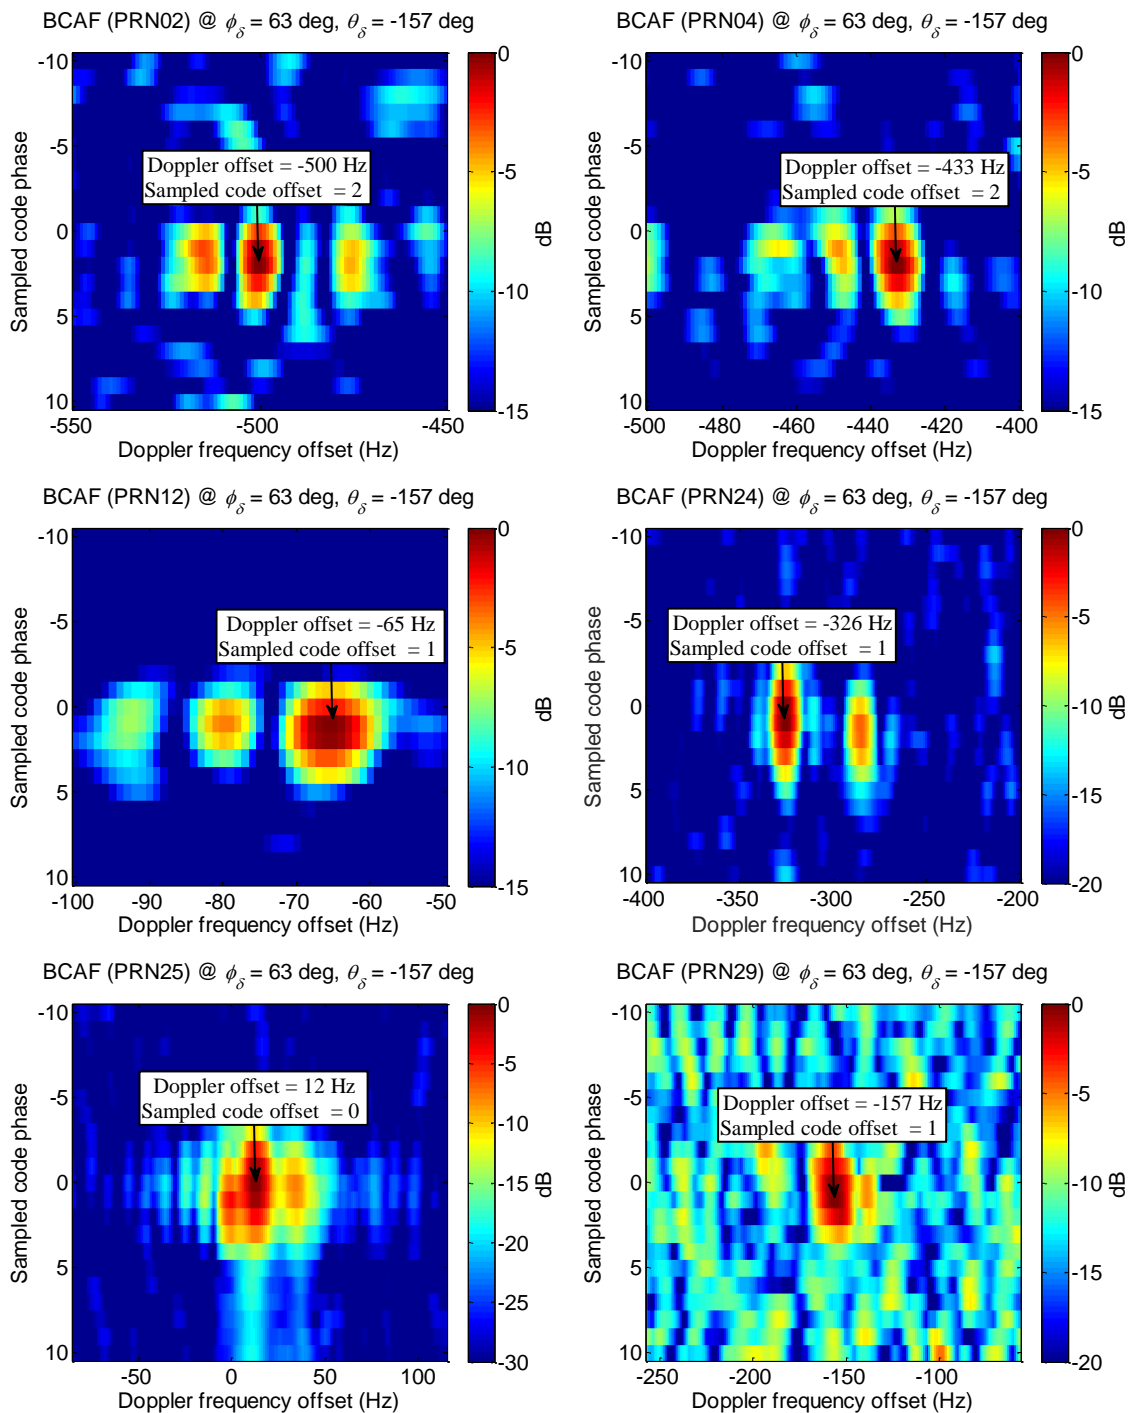 BCAF (PRN02) @ ϕδ = 63 deg, θδ = -157 deg
-10
-5
0
5
10
Sampled code phase
Doppler offset = -500 Hz
Sampled code offset = 2
-550
-500
-450
Doppler frequency offset (Hz)
0
-5
-10
-15
dB
BCAF (PRN04) @ ϕδ = 63 deg, θδ = -157 deg
-10
-5
0
5
10
Sampled code phase
Doppler offset = -433 Hz
Sampled code offset = 2
-500
-480
-460
-440
-420
-400
Doppler frequency offset (Hz)
0
-5
-10
-15
dB
BCAF (PRN12) @ ϕδ = 63 deg, θδ = -157 deg
-10
-5
0
5
10
Sampled code phase
Doppler offset = -65 Hz
Sampled code offset = 1
-100
-90
-80
-70
-60
-50
Doppler frequency offset (Hz)
0
-5
-10
-15
dB
BCAF (PRN24) @ ϕδ = 63 deg, θδ = -157 deg
-10
-5
0
5
10
Sampled code phase
Doppler offset = -326 Hz
Sampled code offset = 1
-400
-350
-300
-250
-200
Doppler frequency offset (Hz)
0
-5
-10
-15
-20
dB
BCAF (PRN25) @ ϕδ = 63 deg, θδ = -157 deg
-10
-5
0
5
10
Sampled code phase
Doppler offset = 12 Hz
Sampled code offset = 0
-50
0
50
100
Doppler frequency offset (Hz)
0
-5
-10
-15
-20
-25
-30
dB
BCAF (PRN29) @ ϕδ = 63 deg, θδ = -157 deg
-10
-5
0
5
10
Sampled code phase
Doppler offset = -157 Hz
Sampled code offset = 1
-250
-200
-150
-100
Doppler frequency offset (Hz)
0
-5
-10
-15
-20
dB